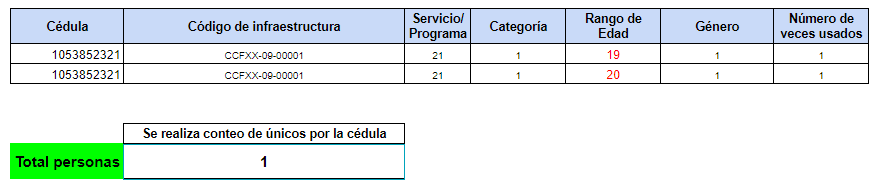 Cédula Código de infraestructura Servicio/ Programa Categoría Rango de Edad Género Número de veces usados
1053852321 CCFXX-09-00001 21 1 19 1 1
1053852321 CCFXX-09-00001 21 1 20 1 1
Se realiza conteo de únicos por la cédula
Total personas 1